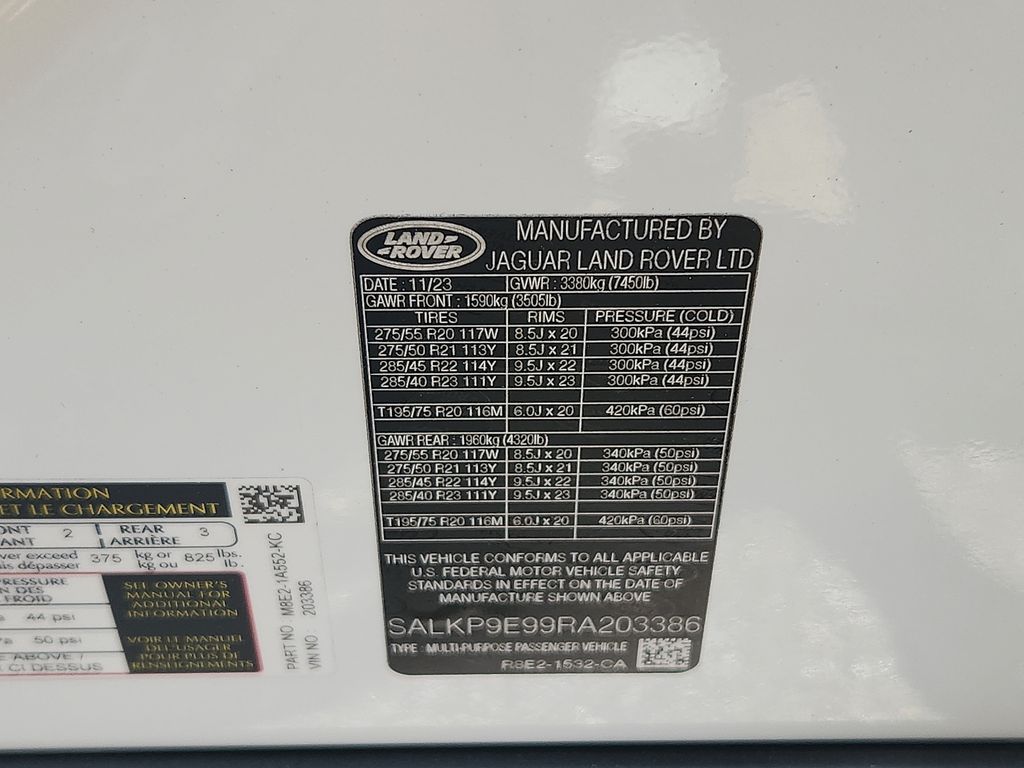 LAND-
-ROVER
MANUFACTURED BY
JAGUAR LAND ROVER LTD
DATE : 11/23 GVWR : 3380kg (7450lb)
GAWR FRONT : 1590kg (3505lb)
TIRES RIMS PRESSURE (COLD)
275/55 R20 117W 8.5J x 20 300kPa (44psi)
275/50 R21 113Y 8.5J x 21 300kPa (44psi)
285/45 R22 114Y 9.5J x 22 300kPa (44psi)
285/40 R23 111Y 9.5J x 23 300kPa (44psi)
T195/75 R20 116M 6.0J x 20 420kPa (60psi)
GAWR REAR : 1960kg (4320lb)
275/55 R20 117W 8.5J x 20 340kPa (50psi)
275/50 R21 113Y 8.5J x 21 340kPa (50psi)
285/45 R22 114Y 9.5J x 22 340kPa (50psi)
285/40 R23 111Y 9.5J x 23 340kPa (50psi)
T195/75 R20 116M 6.0J x 20 420kPa (60psi)
THIS VEHICLE CONFORMS TO ALL APPLICABLE
U.S. FEDERAL MOTOR VEHICLE SAFETY
STANDARDS IN EFFECT ON THE DATE OF
MANUFACTURE SHOWN ABOVE
SALKP9E99RA203386
TYPE : MULTI-PURPOSE PASSENGER VEHICLE
R8E2-1532-CA
RMATION
ET LE CHARGEMENT
ONT 2 REAR 3
ANT ARRIÈRE
ver exceed 375 kg or 825 lbs.
is dépasser kg ou lb.
PRESSURE
N DES
FROID
44 psi
50 psi
ABOVE /
CI DESSUS
SEE OWNER'S
MANUAL FOR
ADDITIONAL
INFORMATION
VOIR LE MANUEL
DE L'USAGER
POUR PLUS DE
RENSEIGNEMENTS
PART NO : M8E2-1A552-KC
VIN NO : 203386